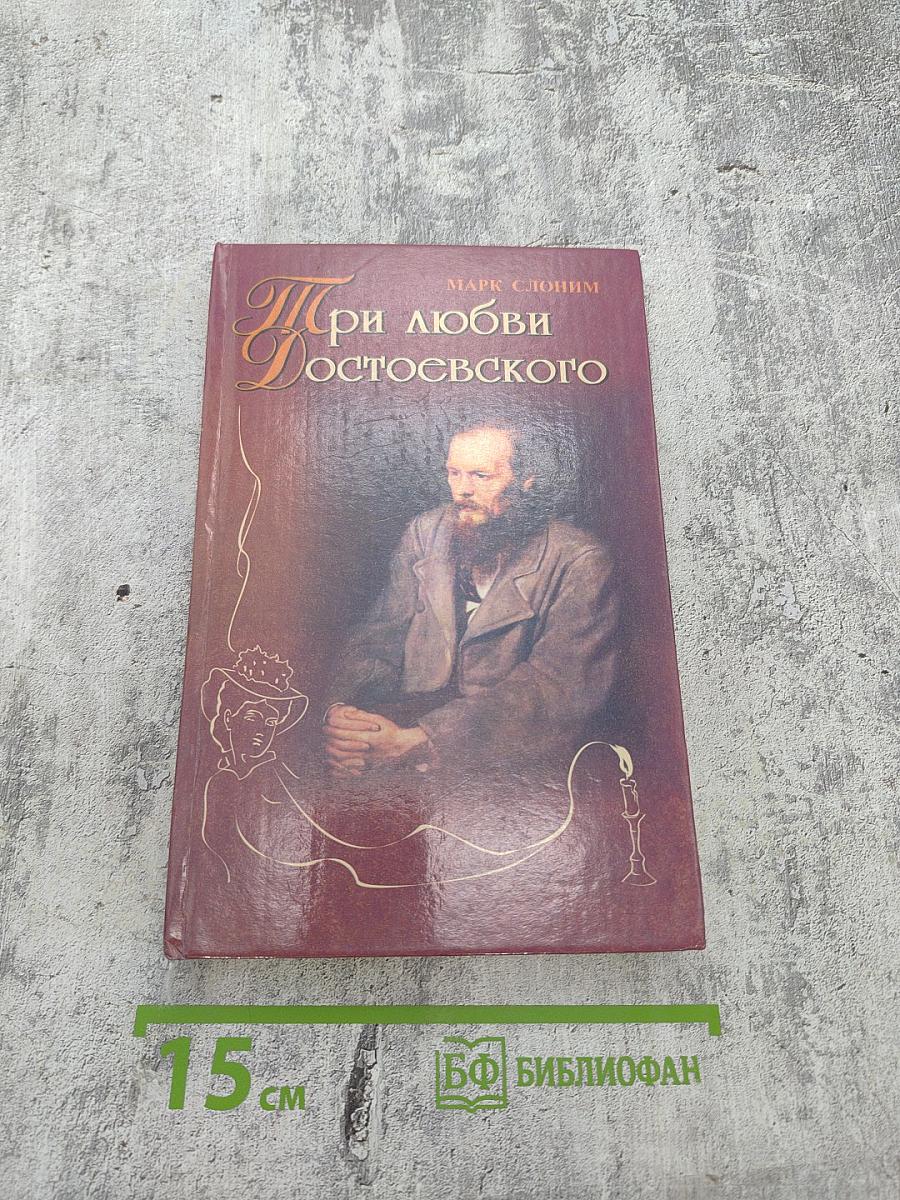 МАРК СЛОНИМ
Три любви
Достоевского
15 см
БФ БИБЛИОФАН